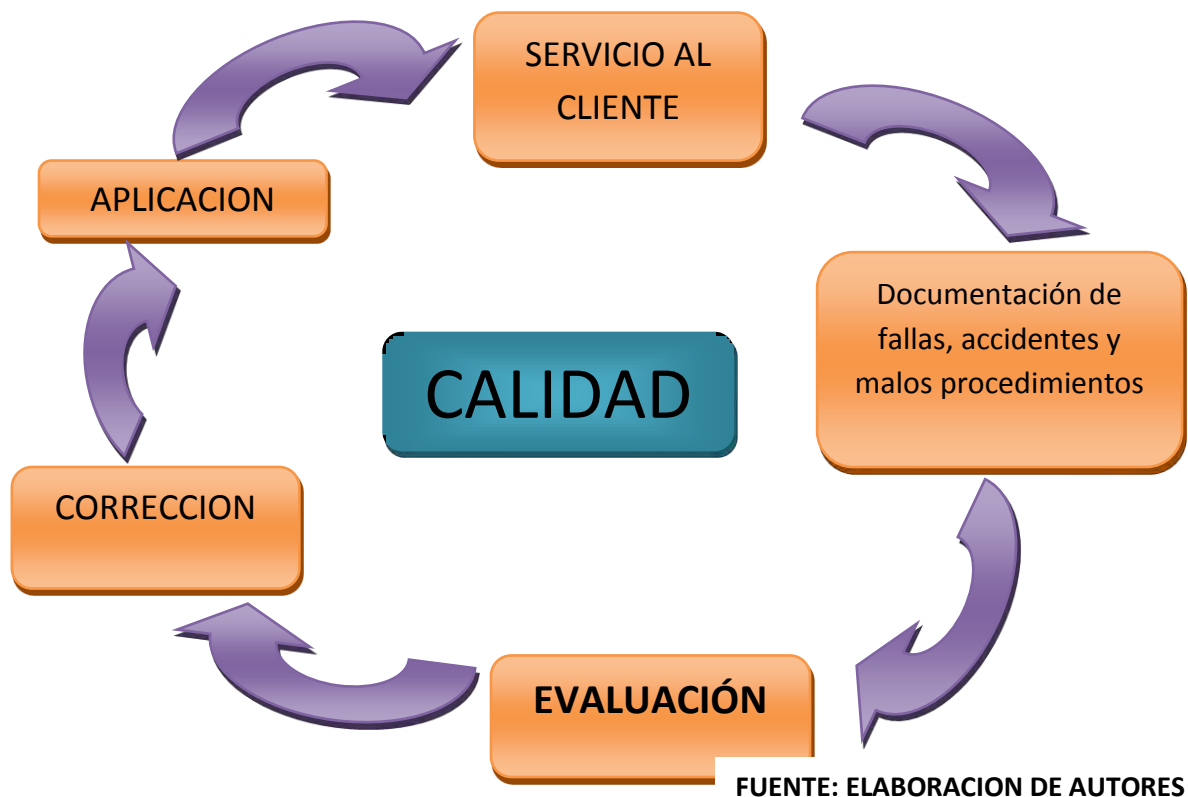 SERVICIO AL
CLIENTE
APLICACION
Documentación de
fallas, accidentes y
malos procedimientos
CALIDAD
CORRECCION
EVALUACIÓN
FUENTE: ELABORACION DE AUTORES